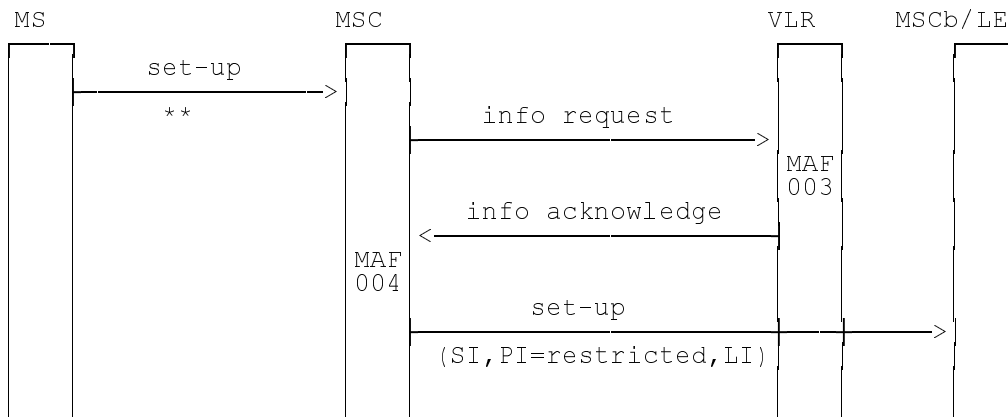 MS MSC VLR MSCb/LE
set-up
**
info request
MAF
003
info acknowledge
MAF
004
set-up
(SI,PI=restricted,LI)